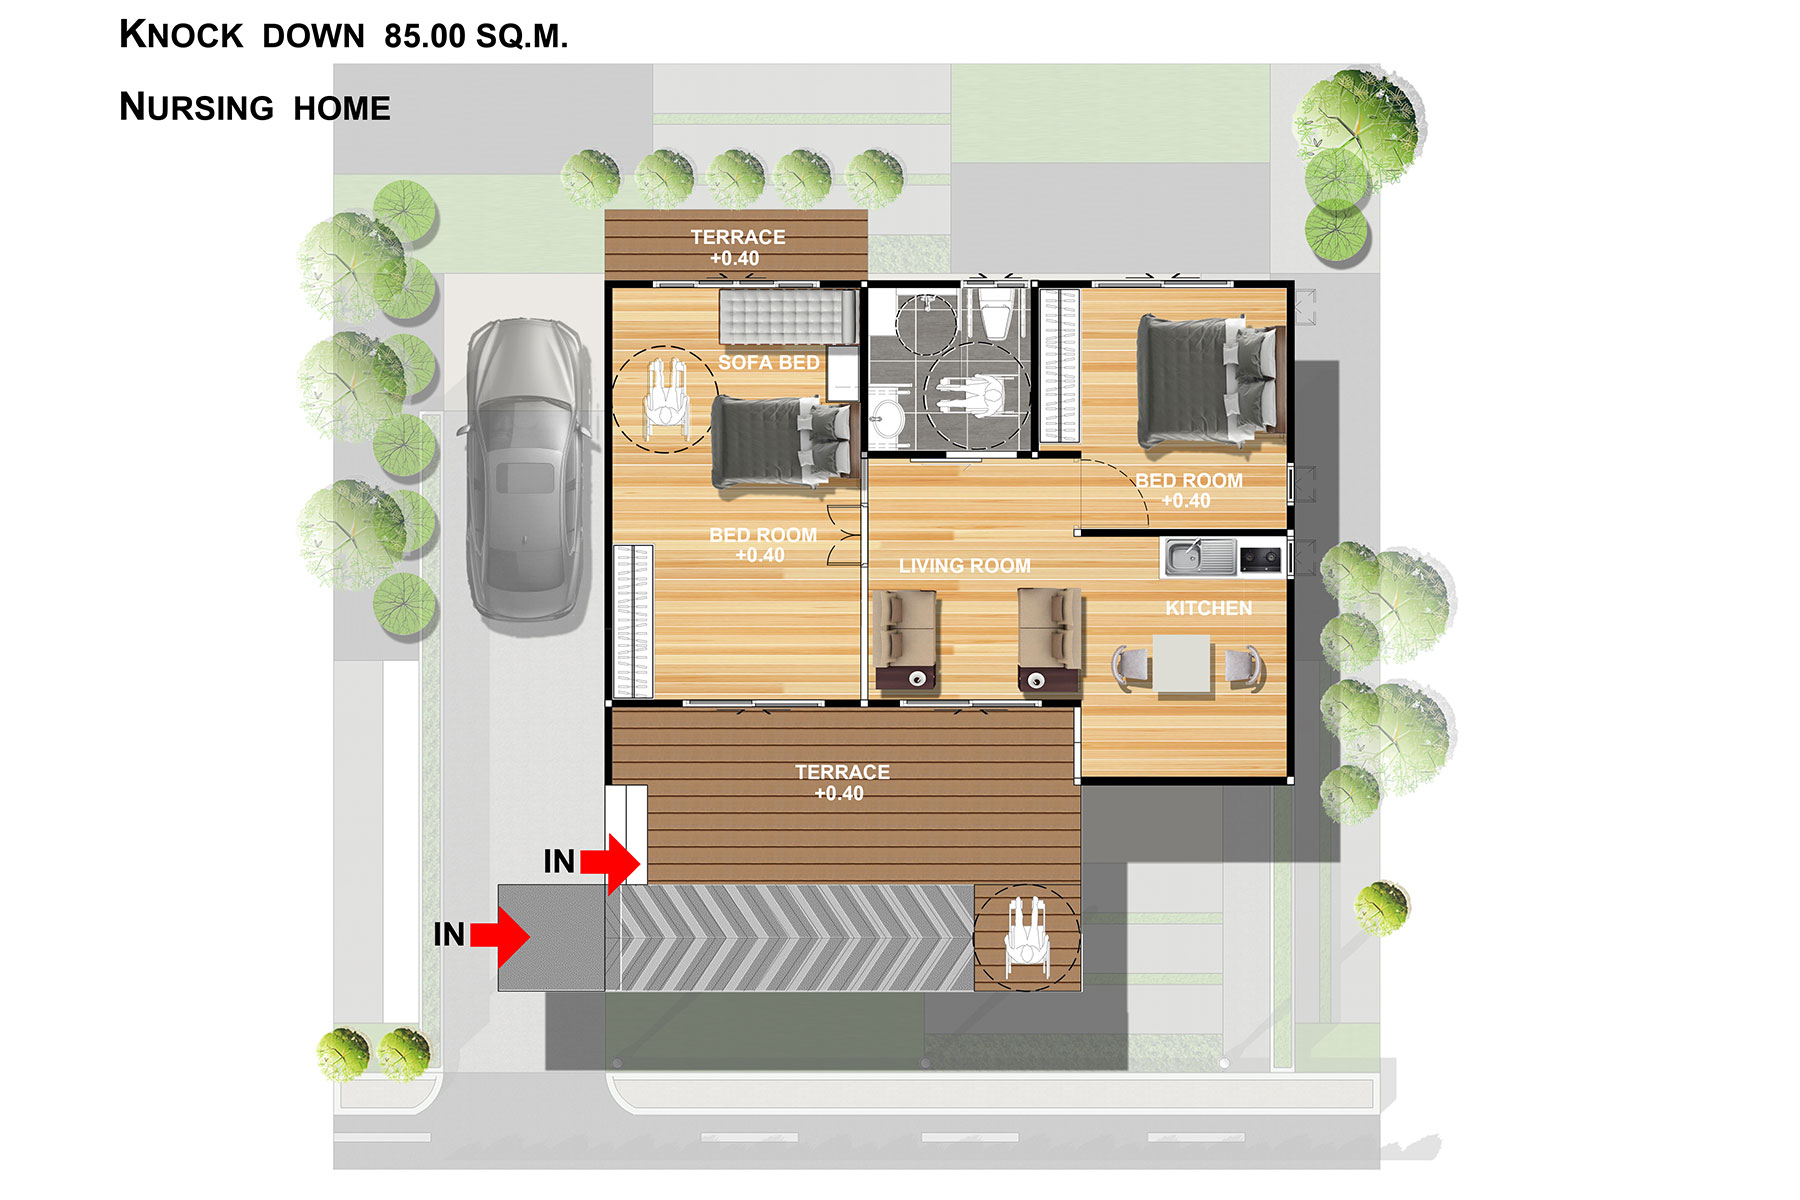 KNOCK DOWN 85.00 SQ.M.
NURSING HOME
TERRACE
+0.40
SOFA BED
BED ROOM
+0.40
BED ROOM
+0.40
LIVING ROOM
KITCHEN
TERRACE
+0.40
IN
IN